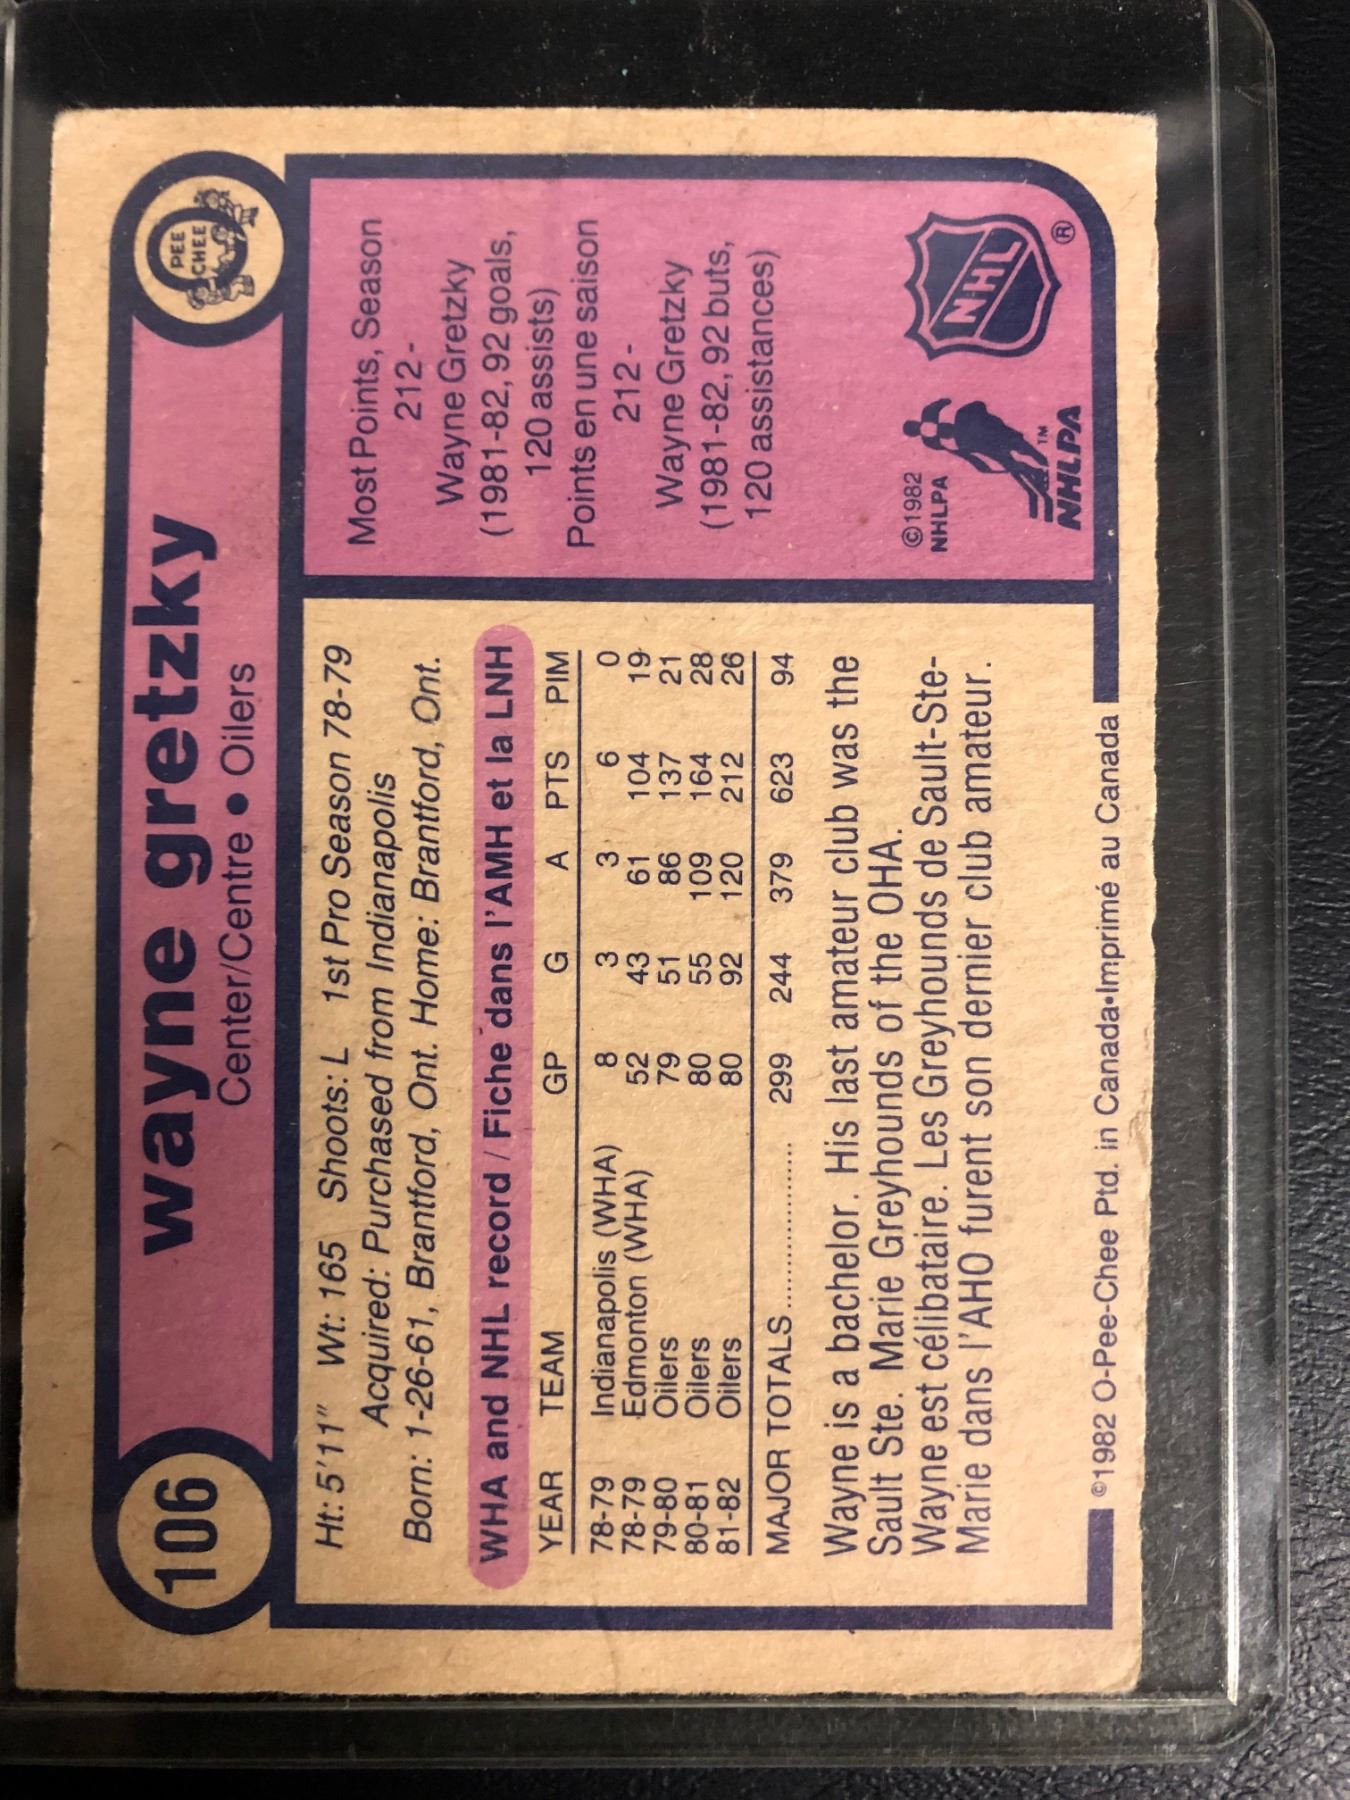 106
wayne gretzky
Center/Centre • Oilers
O
PEE
CHEE
Ht: 5'11" Wt: 165 Shoots: L 1st Pro Season 78-79
Acquired: Purchased from Indianapolis
Born: 1-26-61, Brantford, Ont. Home: Brantford, Ont.
WHA and NHL record / Fiche dans l'AMH et la LNH
YEAR TEAM GP G A PTS PIM
78-79 Indianapolis (WHA) 8 3 3 6 0
78-79 Edmonton (WHA) 52 43 61 104 19
79-80 Oilers 79 51 86 137 21
80-81 Oilers 80 55 109 164 28
81-82 Oilers 80 92 120 212 26
MAJOR TOTALS ................ 299 244 379 623 94
Wayne is a bachelor. His last amateur club was the
Sault Ste. Marie Greyhounds of the OHA.
Wayne est célibataire. Les Greyhounds de Sault-Ste-
Marie dans l'AHO furent son dernier club amateur.
©1982 O-Pee-Chee Ptd. in Canada•Imprimé au Canada
Most Points, Season
212 -
Wayne Gretzky
(1981-82, 92 goals,
120 assists)
Points en une saison
212 -
Wayne Gretzky
(1981-82, 92 buts,
120 assistances)
©1982
NHLPA
TM
NHLPA
NHL
®